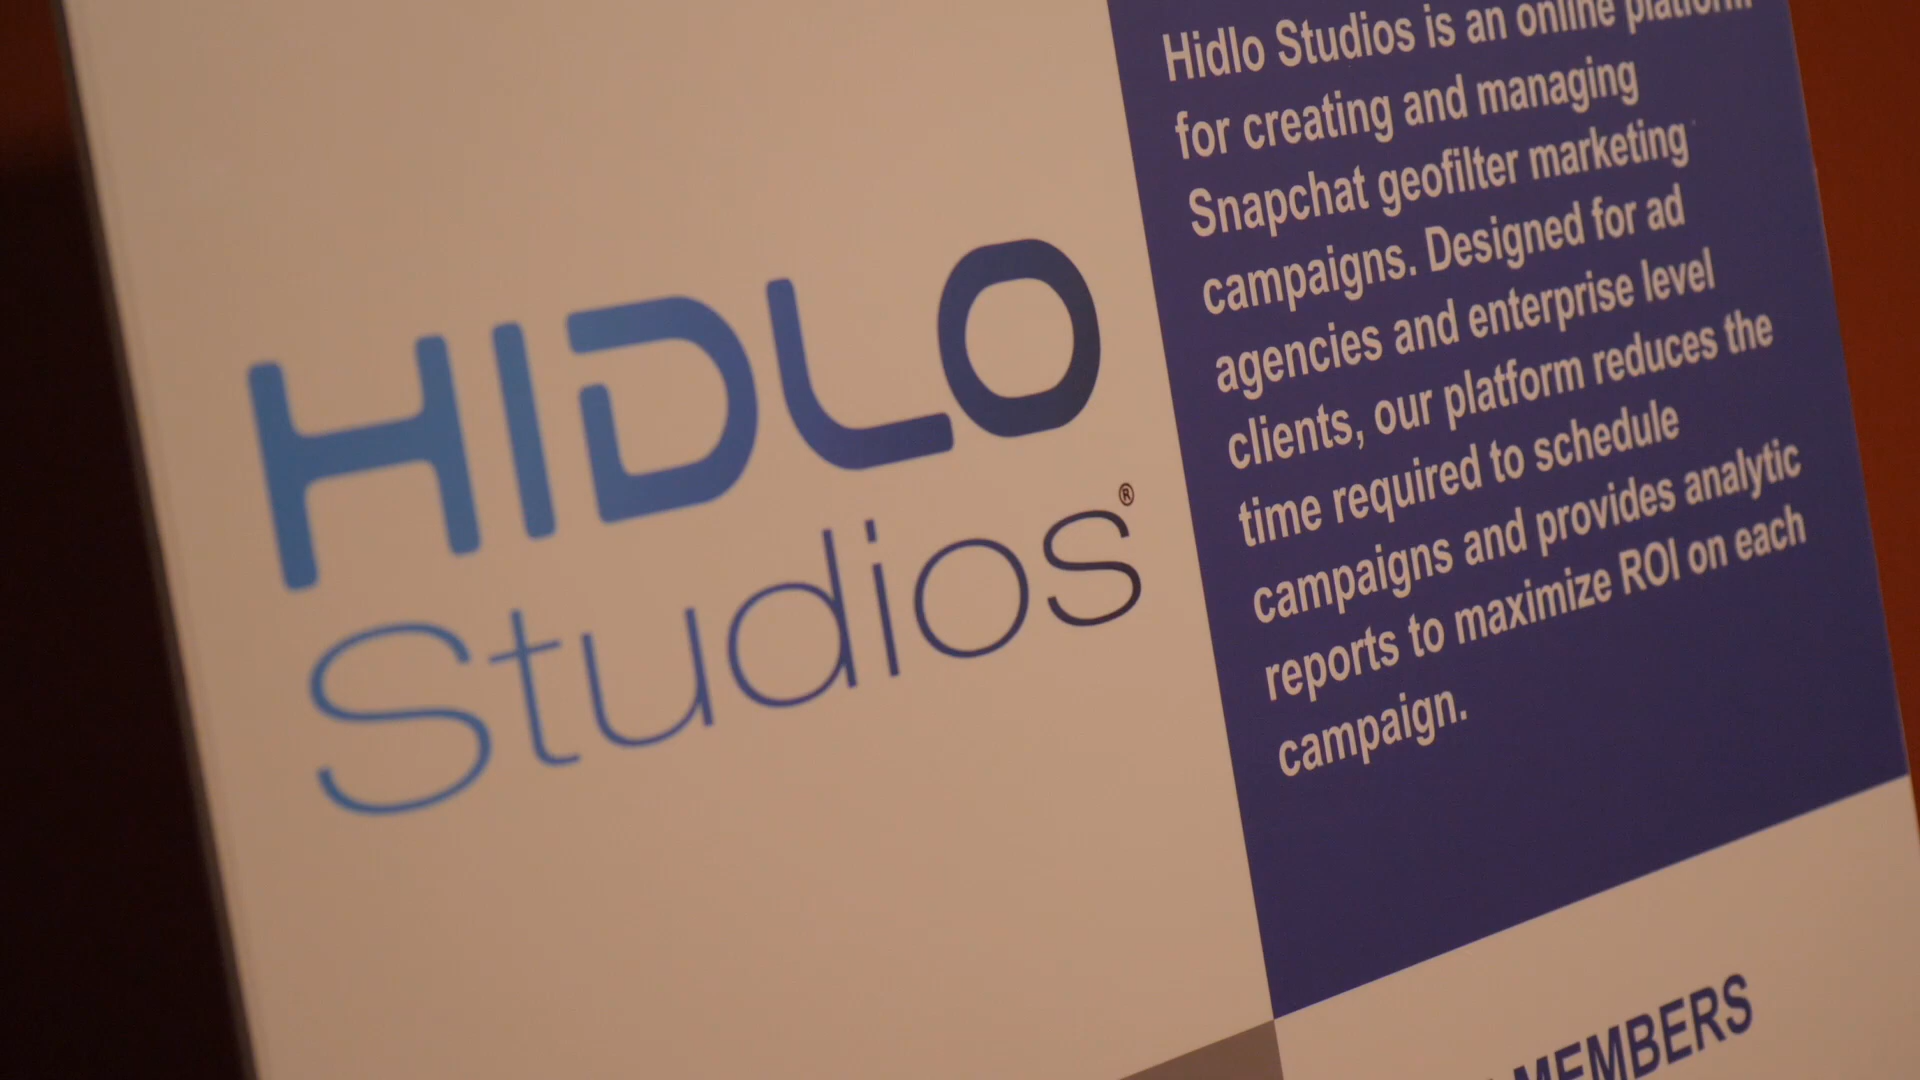 HIDLO
Studios®
Hidlo Studios is an online platform
for creating and managing
Snapchat geofilter marketing
campaigns. Designed for ad
agencies and enterprise level
clients, our platform reduces the
time required to schedule
campaigns and provides analytic
reports to maximize ROI on each
campaign.
MEMBERS